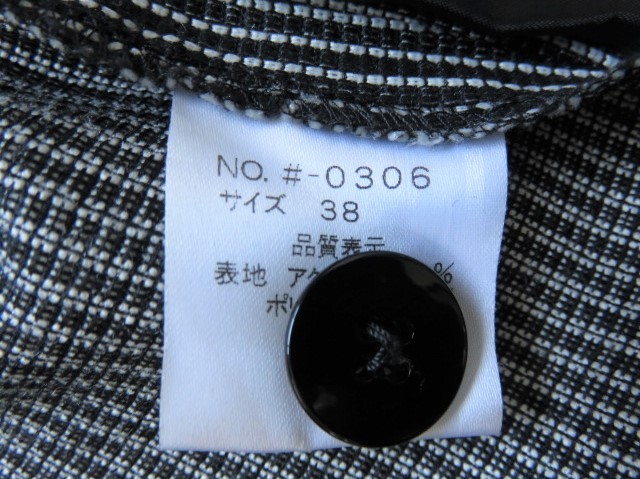 NO. #-0306
サイズ 38
品質表示
表地 アク %
ポリ